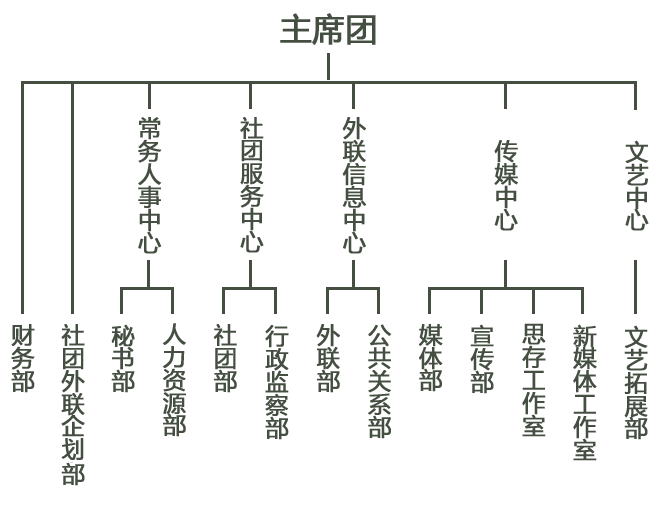 主席团
常务人事中心
社团服务中心
外联信息中心
传媒中心
文艺中心
财务部
社团外联企划部
秘书部
人力资源部
社团部
行政监察部
外联部
公共关系部
媒体部
宣传部
思存工作室
新媒体工作室
文艺拓展部